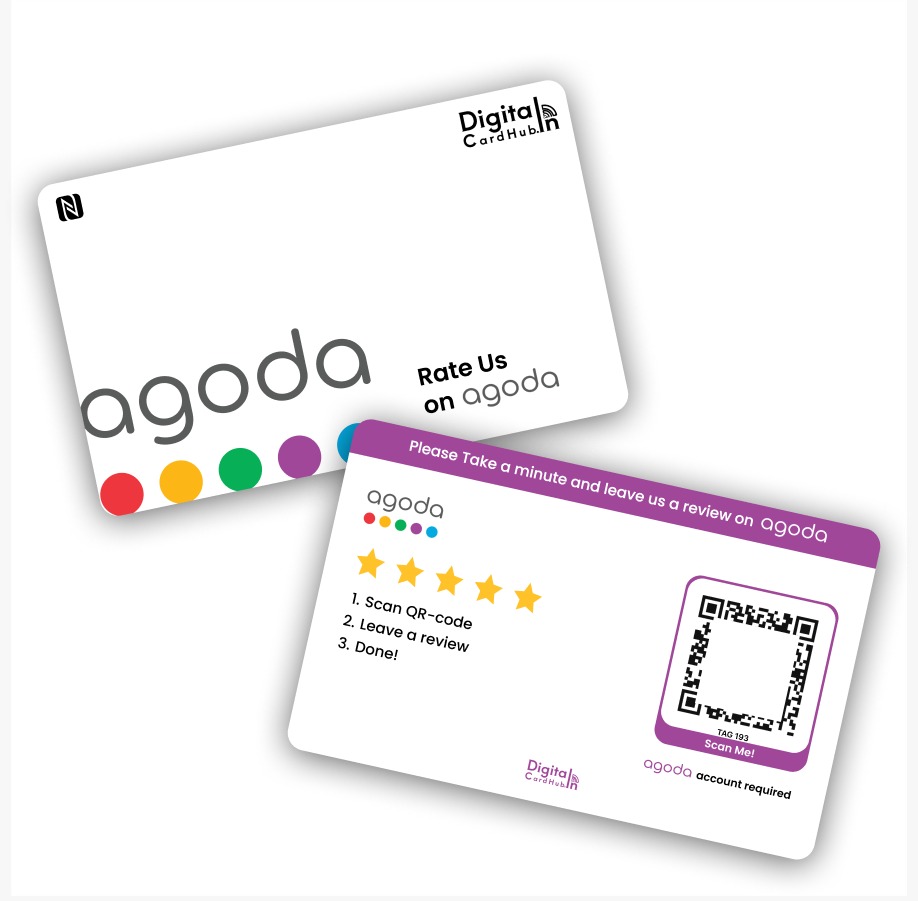 Digital In
CardHub.
agoda
Rate Us
on agoda
Please Take a minute and leave us a review on agoda
agoda
1. Scan QR-code
2. Leave a review
3. Done!
TAG 193
Scan Me!
agoda account required
Digital In
CardHub.